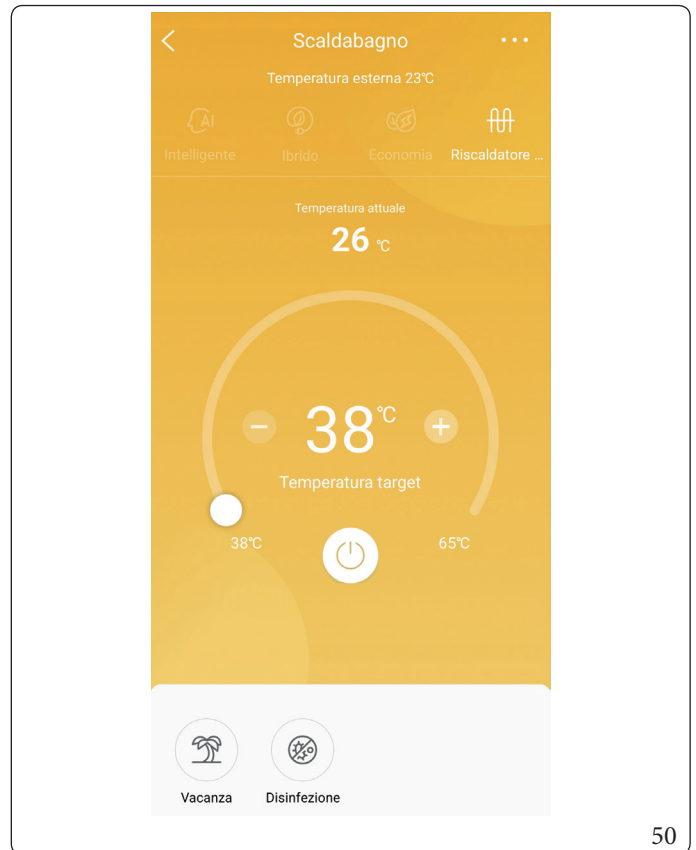 Scaldabagno
Temperatura esterna 23℃
AI
Intelligente Ibrido Economia Riscaldatore ...
Temperatura attuale
26 ℃
38℃
Temperatura target
38℃ 65℃
Vacanza Disinfezione
50